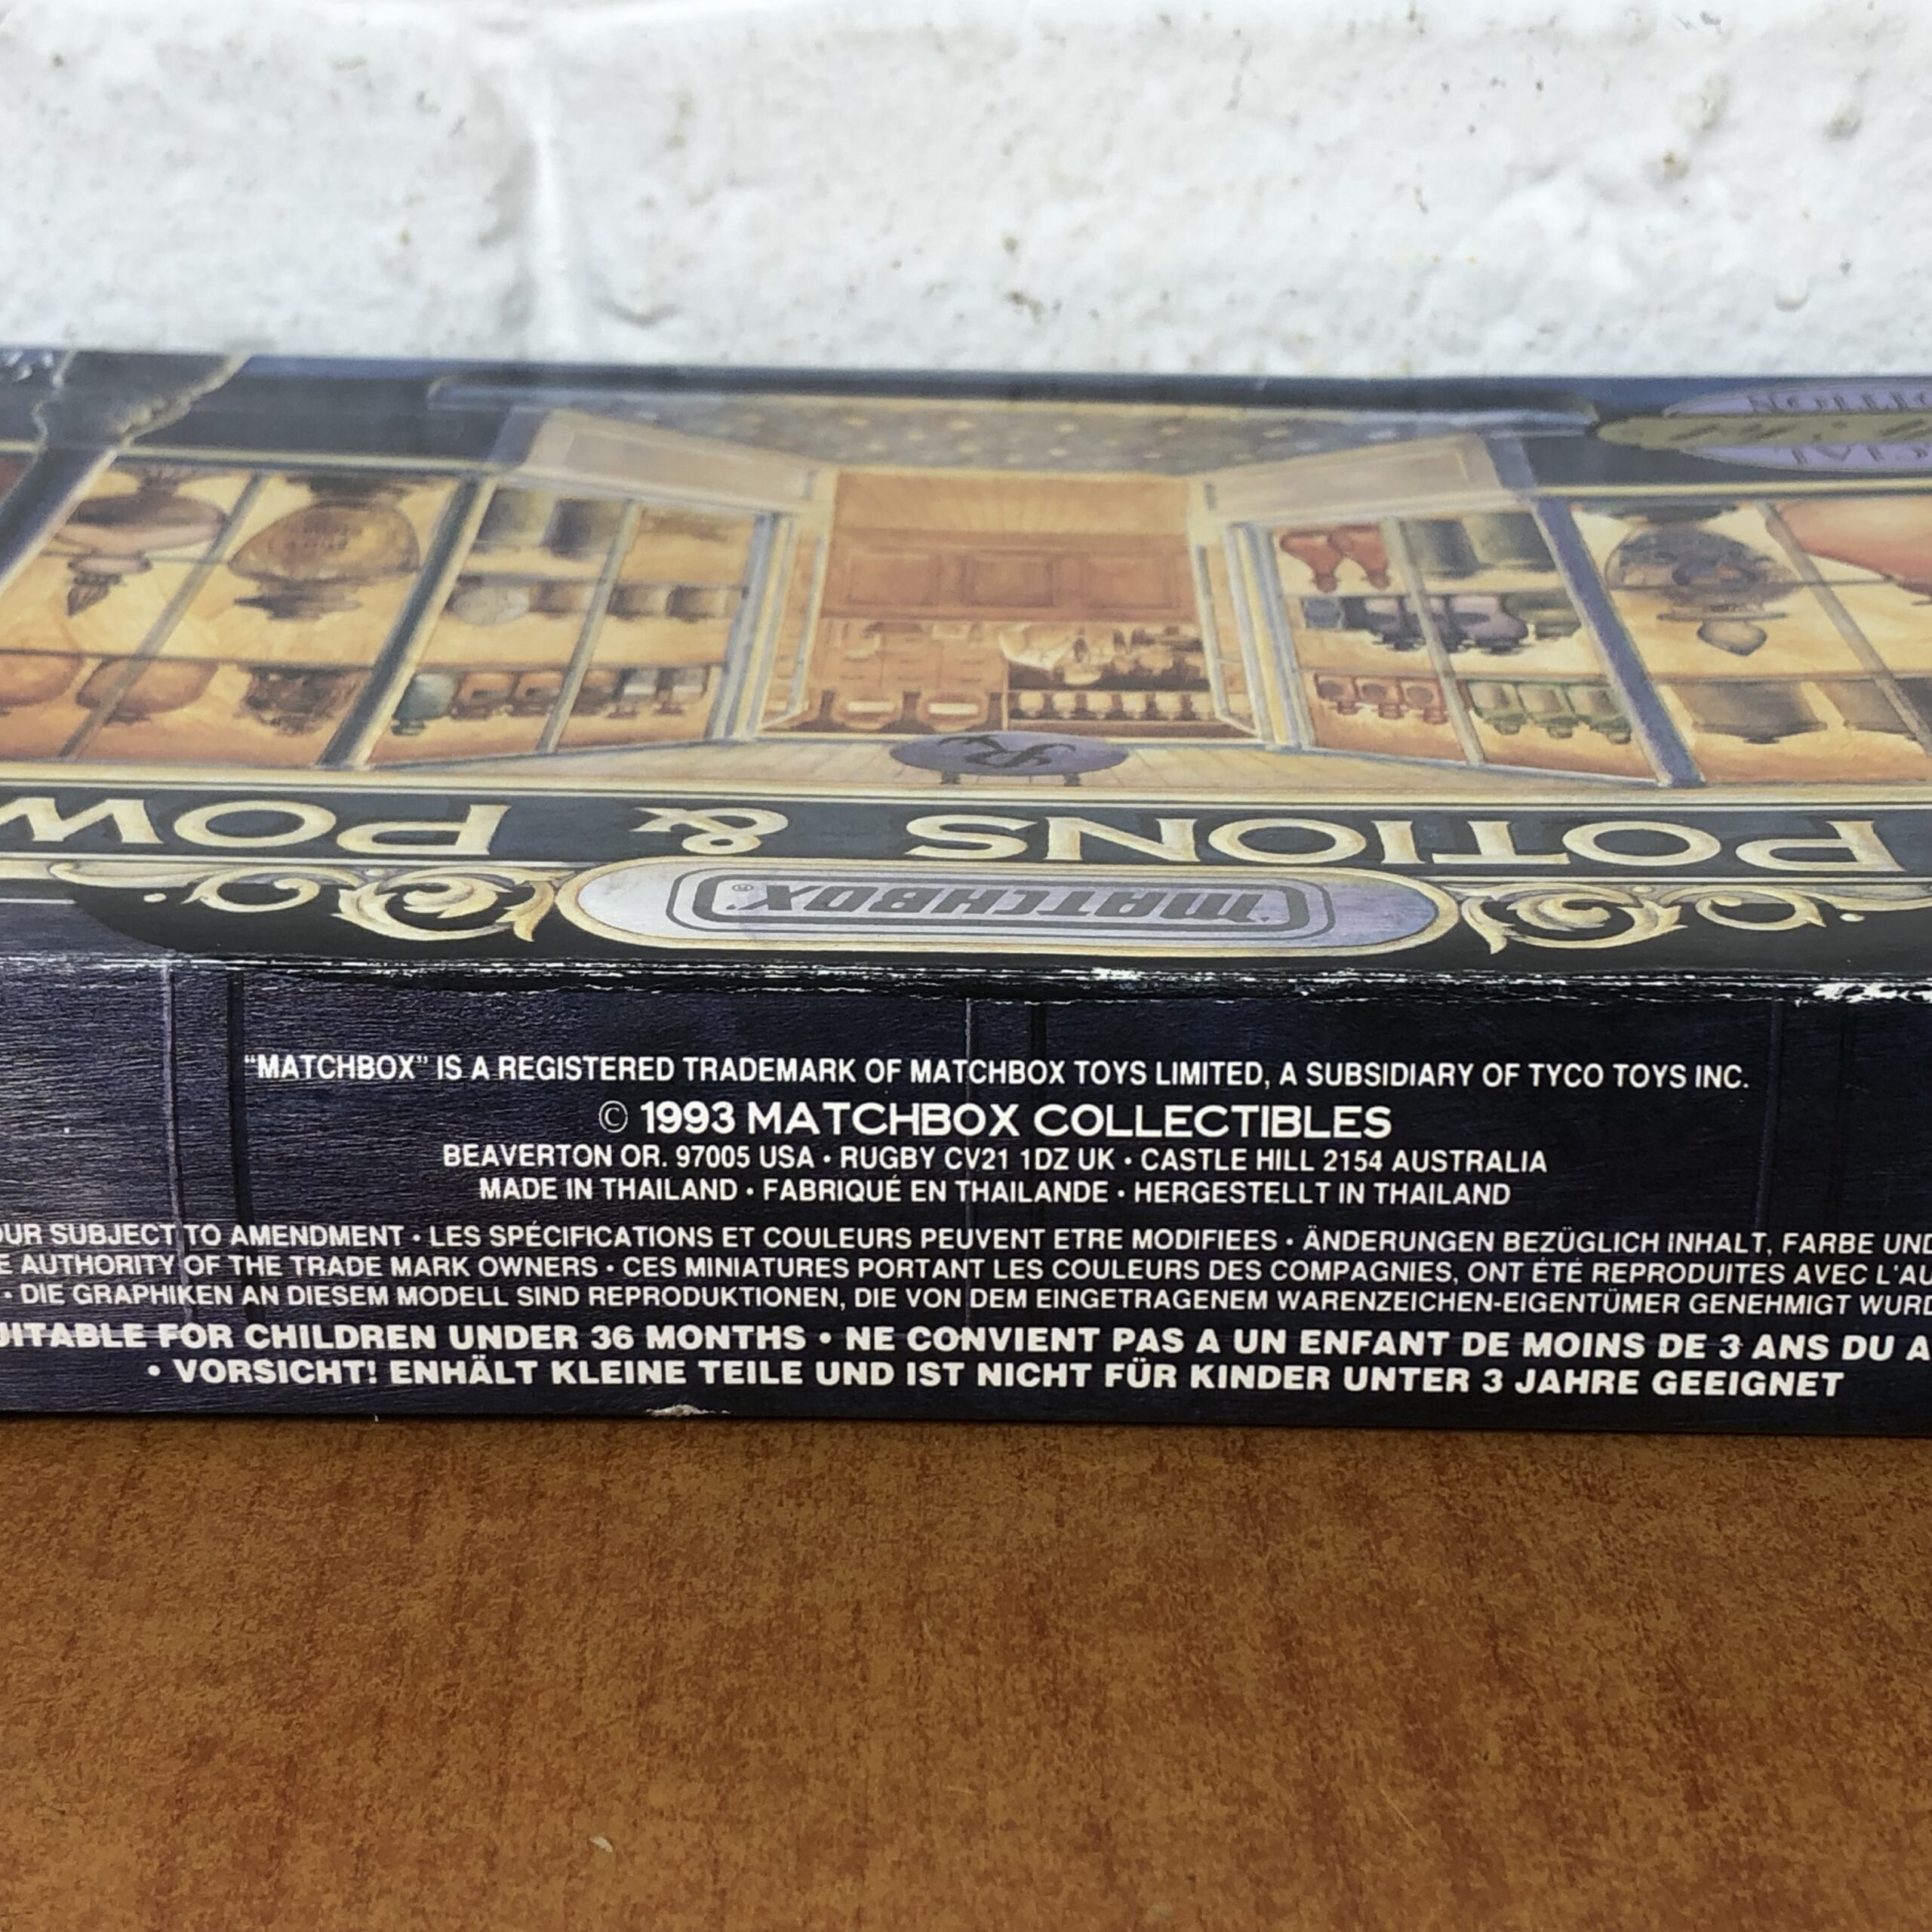 POTIONS & POW
MATCHBOX®
"MATCHBOX" IS A REGISTERED TRADEMARK OF MATCHBOX TOYS LIMITED, A SUBSIDIARY OF TYCO TOYS INC.
© 1993 MATCHBOX COLLECTIBLES
BEAVERTON OR. 97005 USA • RUGBY CV21 1DZ UK • CASTLE HILL 2154 AUSTRALIA
MADE IN THAILAND • FABRIQUÉ EN THAILANDE • HERGESTELLT IN THAILAND
OUR SUBJECT TO AMENDMENT • LES SPÉCIFICATIONS ET COULEURS PEUVENT ETRE MODIFIEES • ÄNDERUNGEN BEZÜGLICH INHALT, FARBE UND
E AUTHORITY OF THE TRADE MARK OWNERS • CES MINIATURES PORTANT LES COULEURS DES COMPAGNIES, ONT ÉTÉ REPRODUITES AVEC L'AU
• DIE GRAPHIKEN AN DIESEM MODELL SIND REPRODUKTIONEN, DIE VON DEM EINGETRAGENEM WARENZEICHEN-EIGENTÜMER GENEHMIGT WURD
UITABLE FOR CHILDREN UNDER 36 MONTHS • NE CONVIENT PAS A UN ENFANT DE MOINS DE 3 ANS DU A
• VORSICHT! ENHÄLT KLEINE TEILE UND IST NICHT FÜR KINDER UNTER 3 JAHRE GEEIGNET